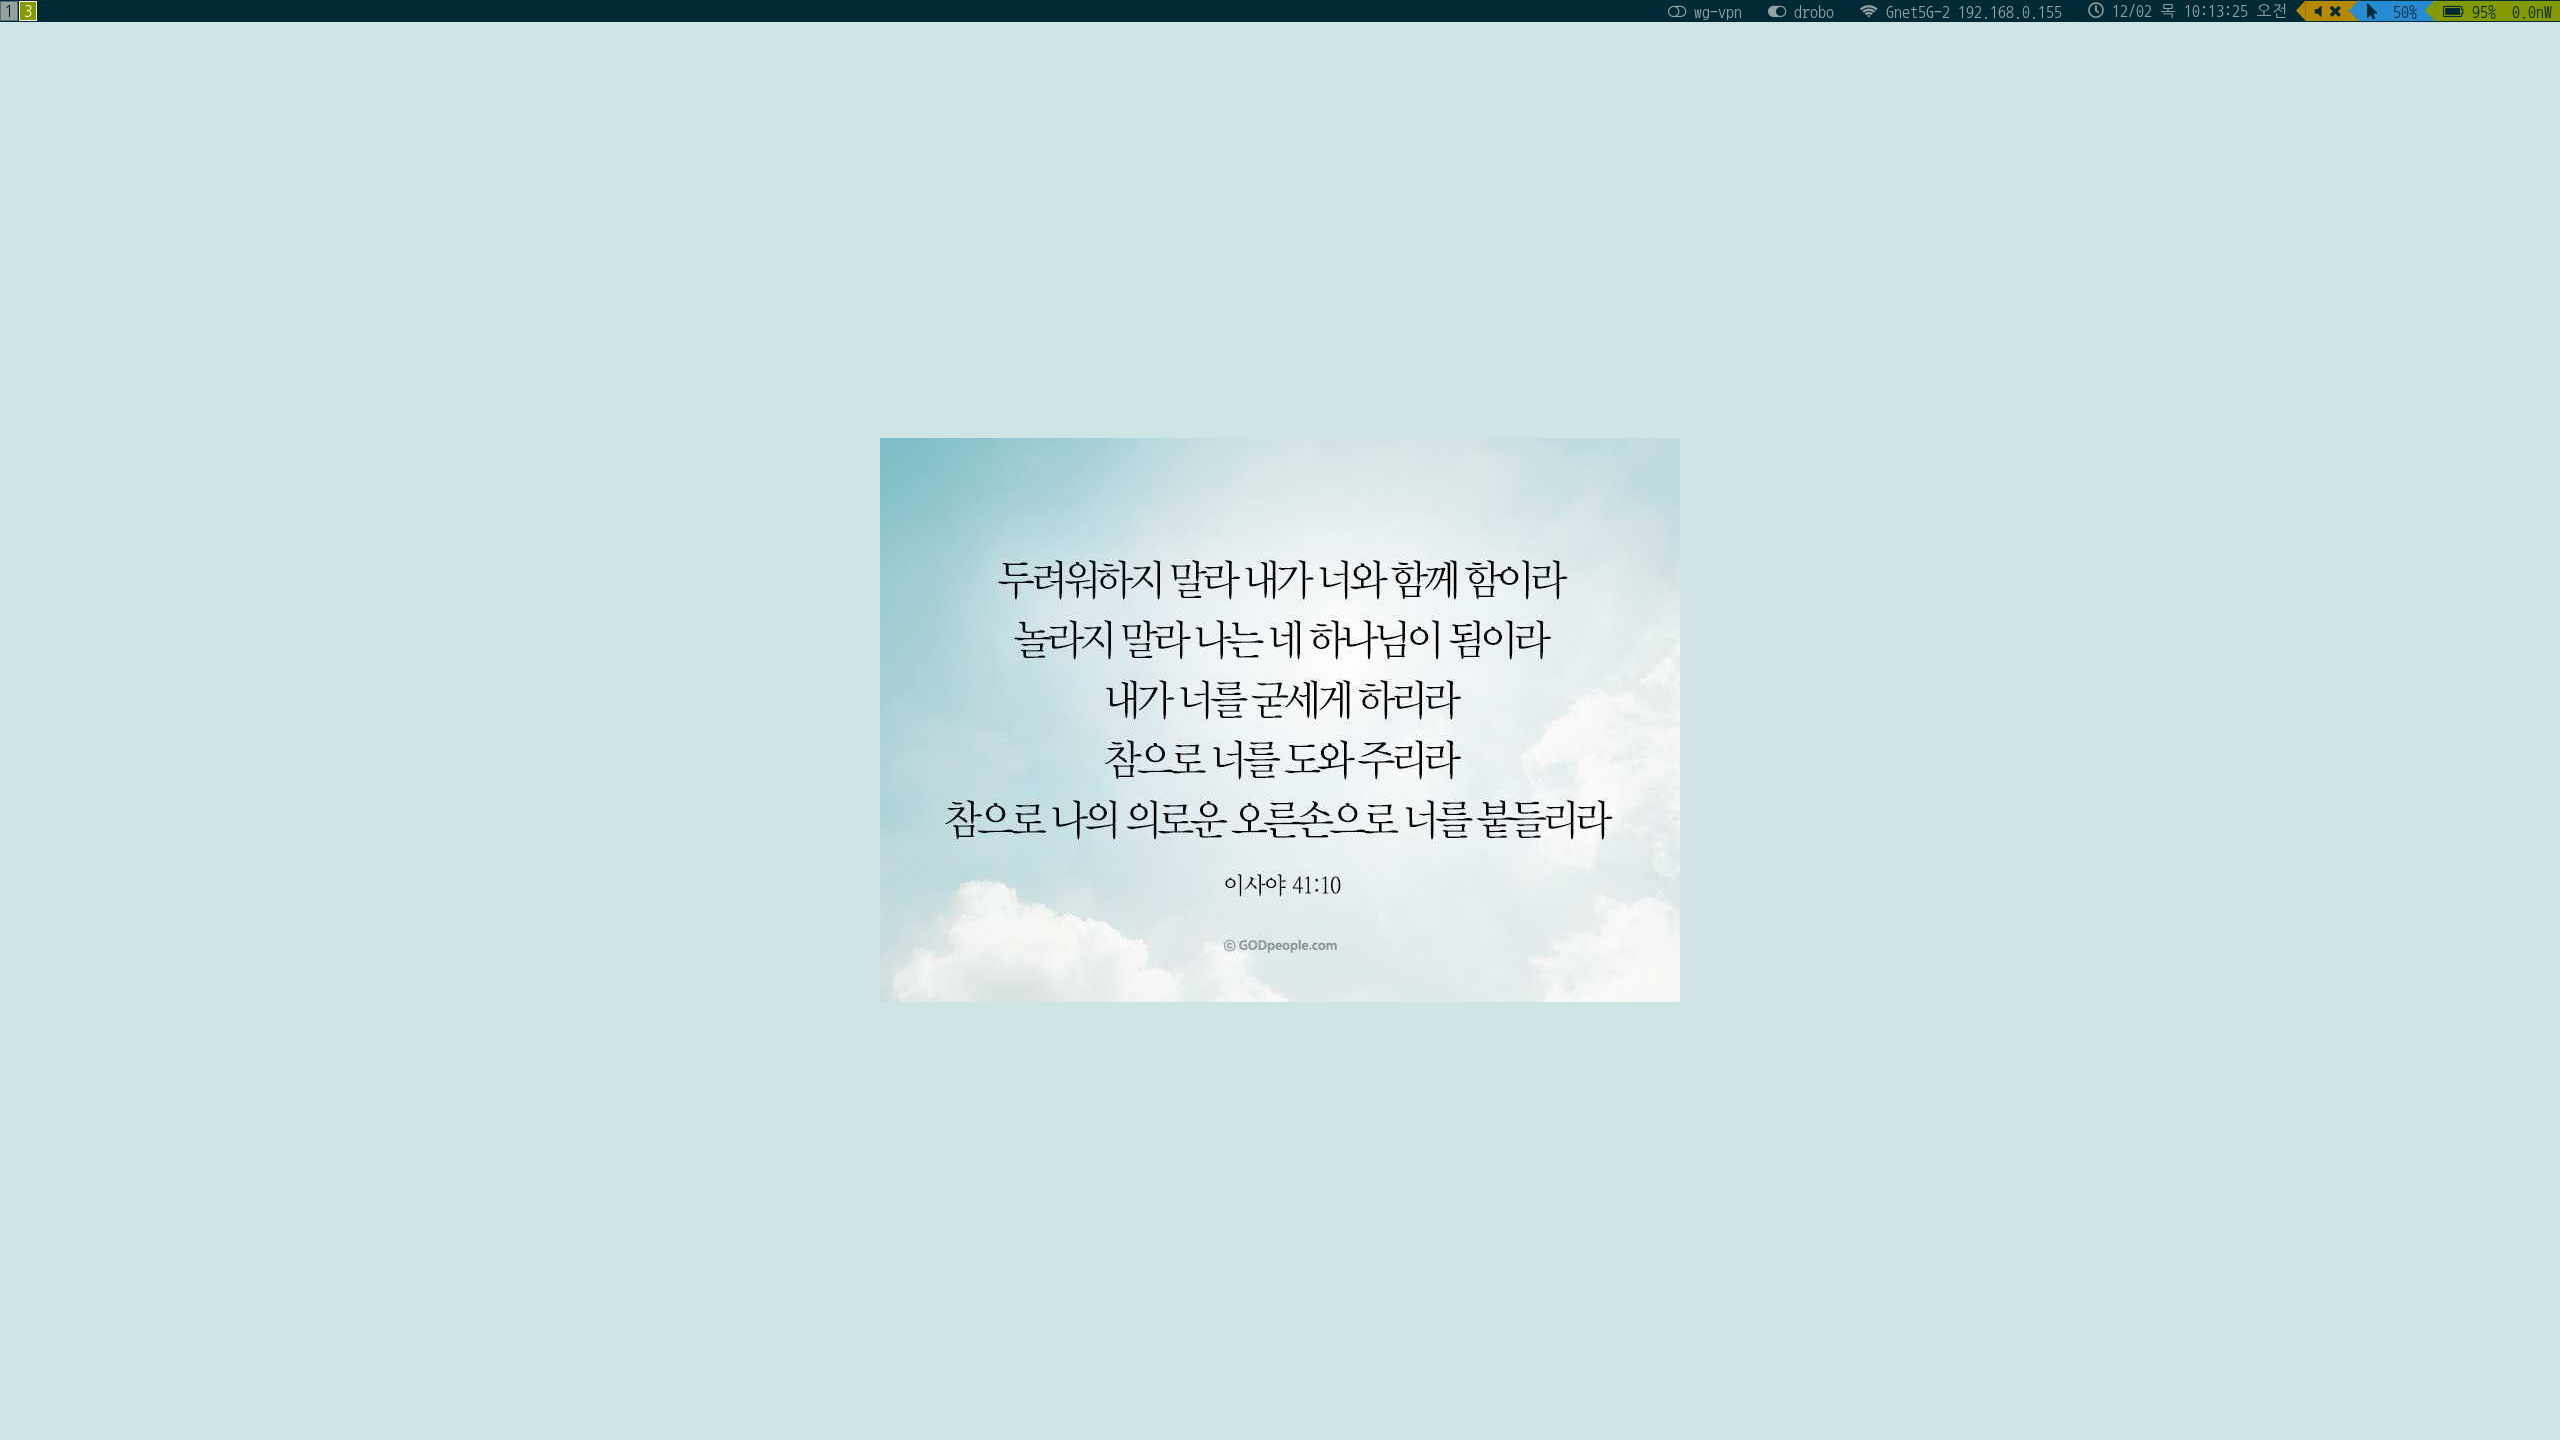 1 3 wg-vpn drobo Gnet5G-2 192.168.0.155 12/02 목 10:13:25 오전 50% 95% 0.0nW
두려워하지 말라 내가 너와 함께 함이라
놀라지 말라 나는 네 하나님이 됨이라
내가 너를 굳세게 하리라
참으로 너를 도와 주리라
참으로 나의 의로운 오른손으로 너를 붙들리라
이사야 41:10
© GODpeople.com